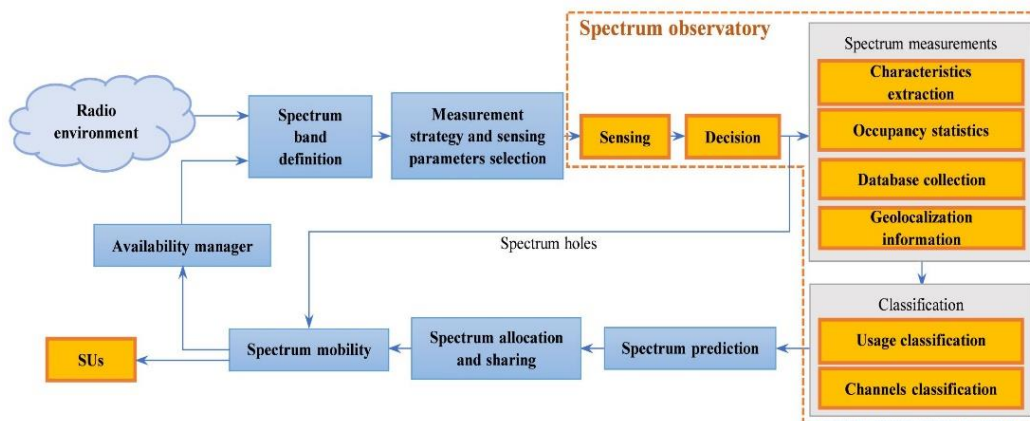 Spectrum observatory
Spectrum measurements
Characteristics
extraction
Occupancy statistics
Database collection
Geolocalization
information
Radio
environment
Spectrum
band
definition
Measurement
strategy and sensing
parameters selection
Sensing
Decision
Availability manager
Spectrum holes
Classification
Usage classification
Channels classification
Spectrum prediction
Spectrum allocation
and sharing
Spectrum mobility
SUs